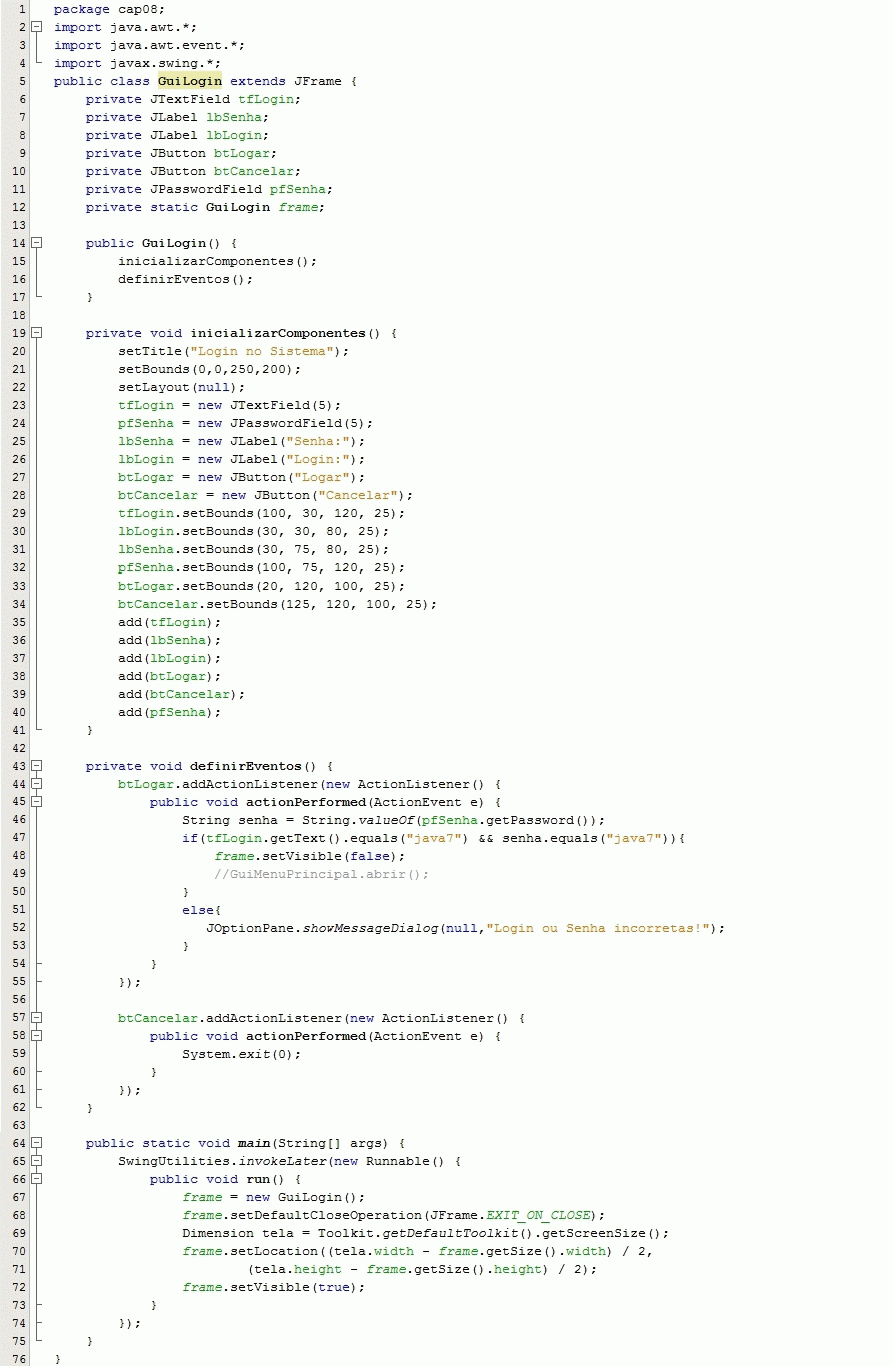 1 package cap08;
2 import java.awt.*;
3 import java.awt.event.*;
4 import javax.swing.*;
5 public class GuiLogin extends JFrame {
6     private JTextField tfLogin;
7     private JLabel lbSenha;
8     private JLabel lbLogin;
9     private JButton btLogar;
10     private JButton btCancelar;
11     private JPasswordField pfSenha;
12     private static GuiLogin frame;
13
14     public GuiLogin() {
15         inicializarComponentes();
16         definirEventos();
17     }
18
19     private void inicializarComponentes() {
20         setTitle("Login no Sistema");
21         setBounds(0,0,250,200);
22         setLayout(null);
23         tfLogin = new JTextField(5);
24         pfSenha = new JPasswordField(5);
25         lbSenha = new JLabel("Senha:");
26         lbLogin = new JLabel("Login:");
27         btLogar = new JButton("Logar");
28         btCancelar = new JButton("Cancelar");
29         tfLogin.setBounds(100, 30, 120, 25);
30         lbLogin.setBounds(30, 30, 80, 25);
31         lbSenha.setBounds(30, 75, 80, 25);
32         pfSenha.setBounds(100, 75, 120, 25);
33         btLogar.setBounds(20, 120, 100, 25);
34         btCancelar.setBounds(125, 120, 100, 25);
35         add(tfLogin);
36         add(lbSenha);
37         add(lbLogin);
38         add(btLogar);
39         add(btCancelar);
40         add(pfSenha);
41     }
42
43     private void definirEventos() {
44         btLogar.addActionListener(new ActionListener() {
45             public void actionPerformed(ActionEvent e) {
46                 String senha = String.valueOf(pfSenha.getPassword());
47                 if(tfLogin.getText().equals("java7") && senha.equals("java7")){
48                     frame.setVisible(false);
49                     //GuiMenuPrincipal.abrir();
50                 }
51                 else{
52                    JOptionPane.showMessageDialog(null,"Login ou Senha incorretas!");
53                 }
54             }
55         });
56
57         btCancelar.addActionListener(new ActionListener() {
58             public void actionPerformed(ActionEvent e) {
59                 System.exit(0);
60             }
61         });
62     }
63
64     public static void main(String[] args) {
65         SwingUtilities.invokeLater(new Runnable() {
66             public void run() {
67                 frame = new GuiLogin();
68                 frame.setDefaultCloseOperation(JFrame.EXIT_ON_CLOSE);
69                 Dimension tela = Toolkit.getDefaultToolkit().getScreenSize();
70                 frame.setLocation((tela.width - frame.getSize().width) / 2,
71                         (tela.height - frame.getSize().height) / 2);
72                 frame.setVisible(true);
73             }
74         });
75     }
76 }